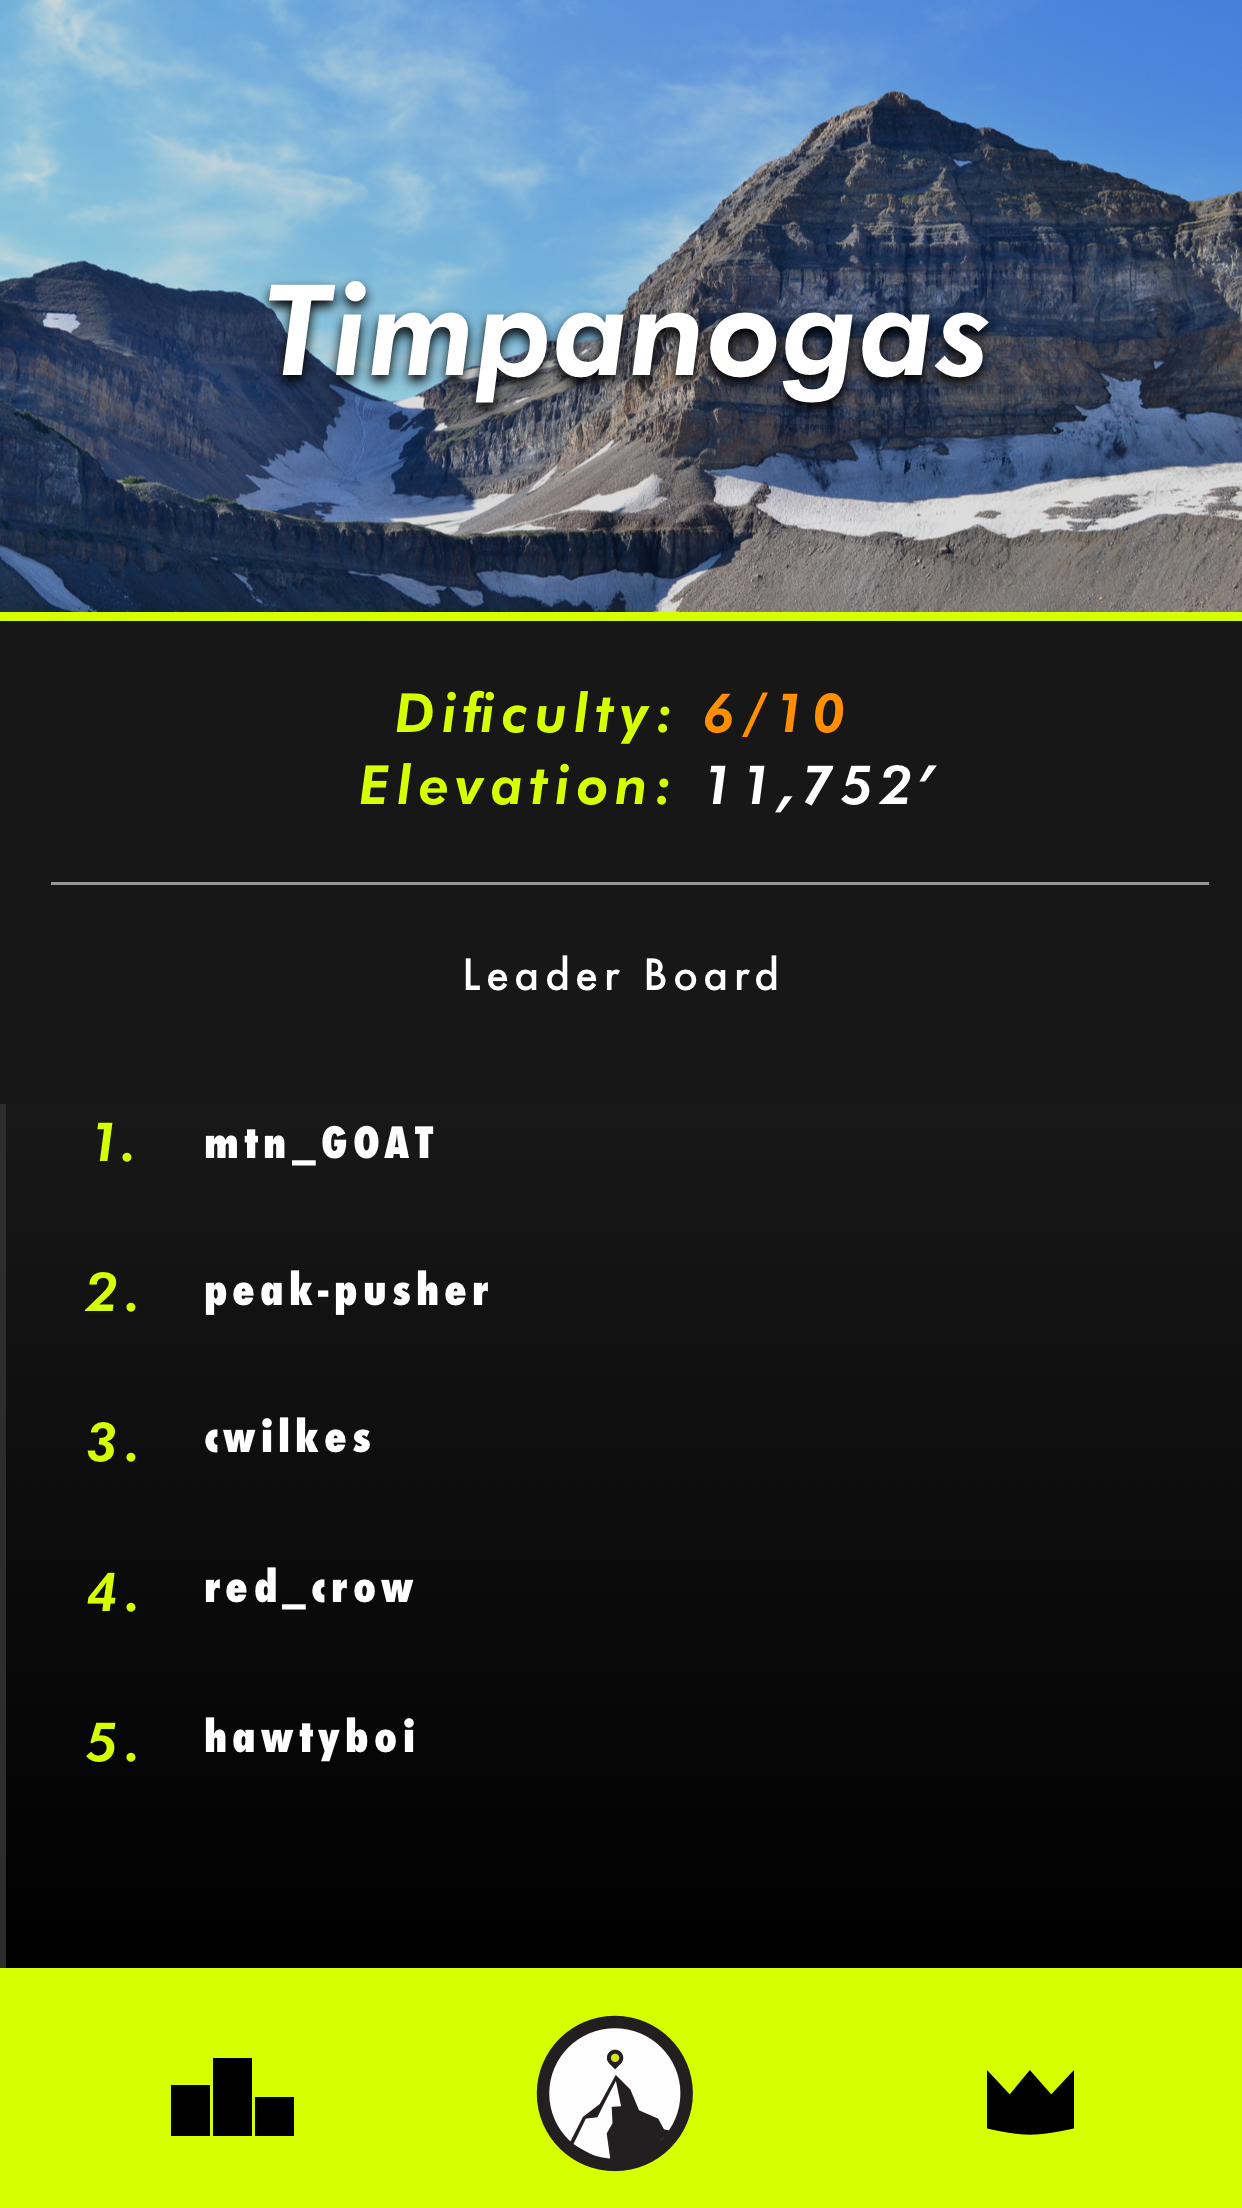 Timpanogas
Dificulty: 6/10
Elevation: 11,752’
Leader Board
1. mtn_GOAT
2. peak-pusher
3. cwilkes
4. red_crow
5. hawtyboi